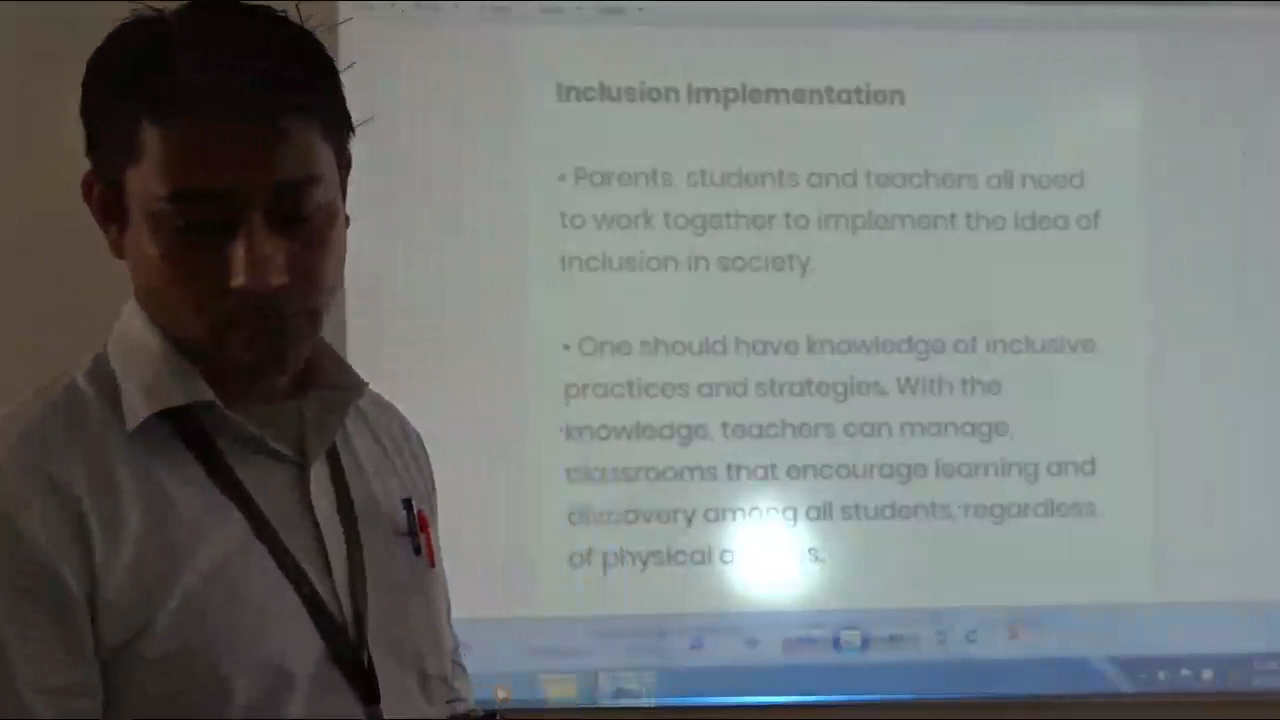 Inclusion Implementation
• Parents, students and teachers all need
to work together to implement the idea of
inclusion in society.
• One should have knowledge of inclusive
practices and strategies. With the
knowledge, teachers can manage,
classrooms that encourage learning and
discovery among all students, regardless
of physical